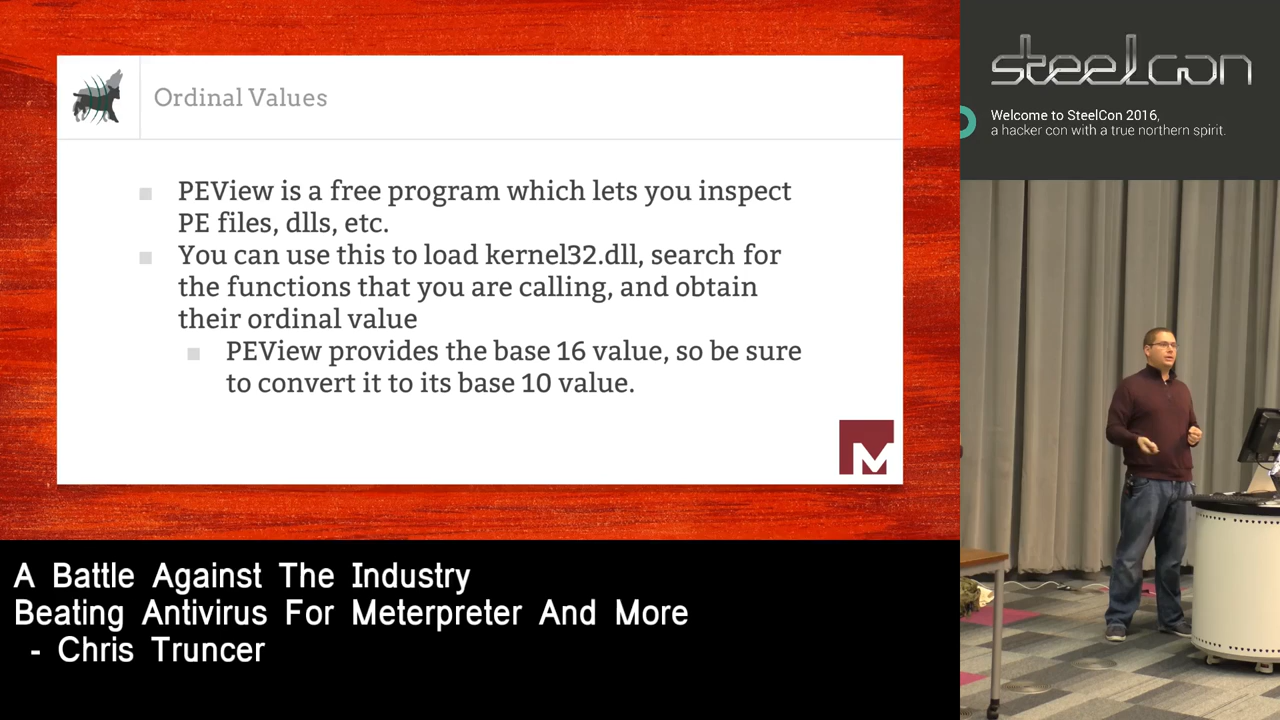 Ordinal Values
PEView is a free program which lets you inspect
PE files, dlls, etc.
You can use this to load kernel32.dll, search for
the functions that you are calling, and obtain
their ordinal value
PEView provides the base 16 value, so be sure
to convert it to its base 10 value.
M
steelcon
Welcome to SteelCon 2016,
a hacker con with a true northern spirit.
A Battle Against The Industry
Beating Antivirus For Meterpreter And More
- Chris Truncer